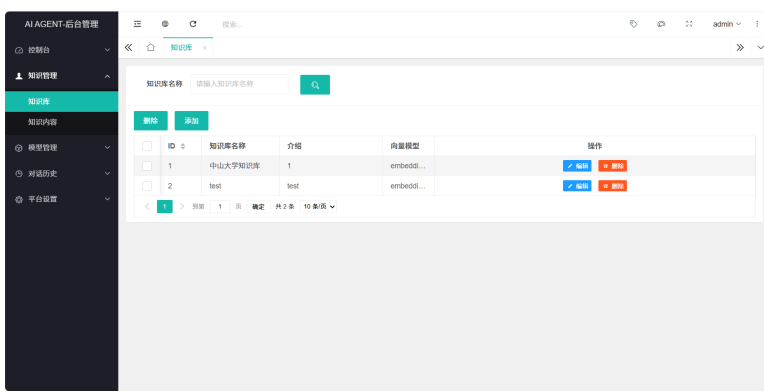 AI AGENT-后台管理
搜索...
admin
控制台
知识库
知识管理
知识库名称 请输入知识库名称
知识库
知识内容
删除 添加
模型管理
ID 知识库名称 介绍 向量模型 操作
1 中山大学知识库 1 embeddi... 编辑 删除
对话历史
2 test test embeddi... 编辑 删除
平台设置
1 到第 1 页 确定 共 2 条 10 条/页